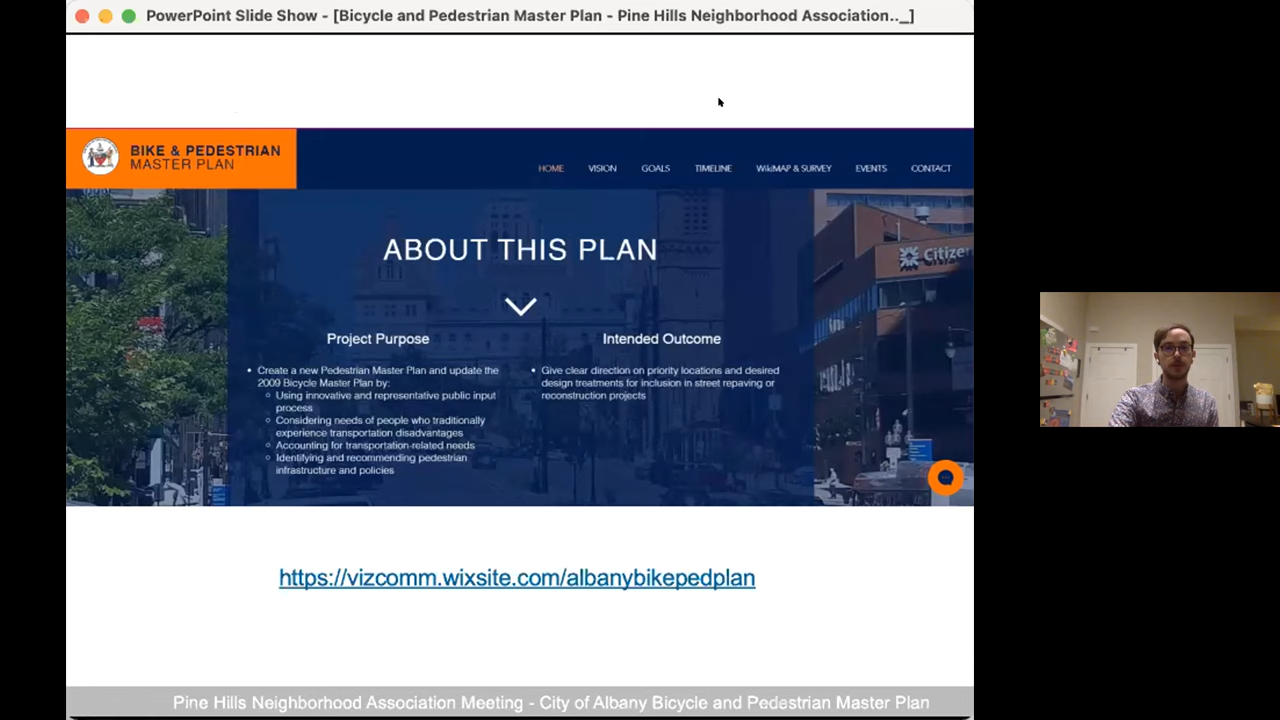 PowerPoint Slide Show - [Bicycle and Pedestrian Master Plan - Pine Hills Neighborhood Association.._]
BIKE & PEDESTRIAN
MASTER PLAN
HOME VISION GOALS TIMELINE WikiMAP & SURVEY EVENTS CONTACT
ABOUT THIS PLAN
Citizen
Project Purpose
• Create a new Pedestrian Master Plan and update the
2009 Bicycle Master Plan by:
○ Using innovative and representative public input
process
○ Considering needs of people who traditionally
experience transportation disadvantages
○ Accounting for transportation-related needs
○ Identifying and recommending pedestrian
infrastructure and policies
Intended Outcome
• Give clear direction on priority locations and desired
design treatments for inclusion in street repaving or
reconstruction projects
https://vizcomm.wixsite.com/albanybikepedplan
Pine Hills Neighborhood Association Meeting - City of Albany Bicycle and Pedestrian Master Plan